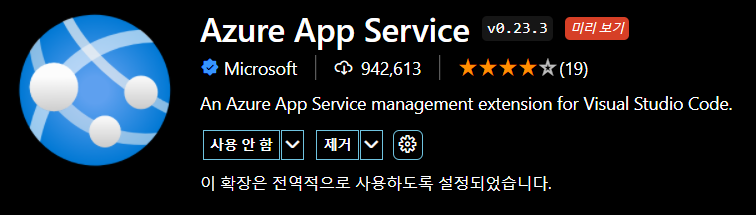 Azure App Service v0.23.3 미리 보기
Microsoft 942,613 (19)
An Azure App Service management extension for Visual Studio Code.
사용 안 함 제거
이 확장은 전역적으로 사용하도록 설정되었습니다.